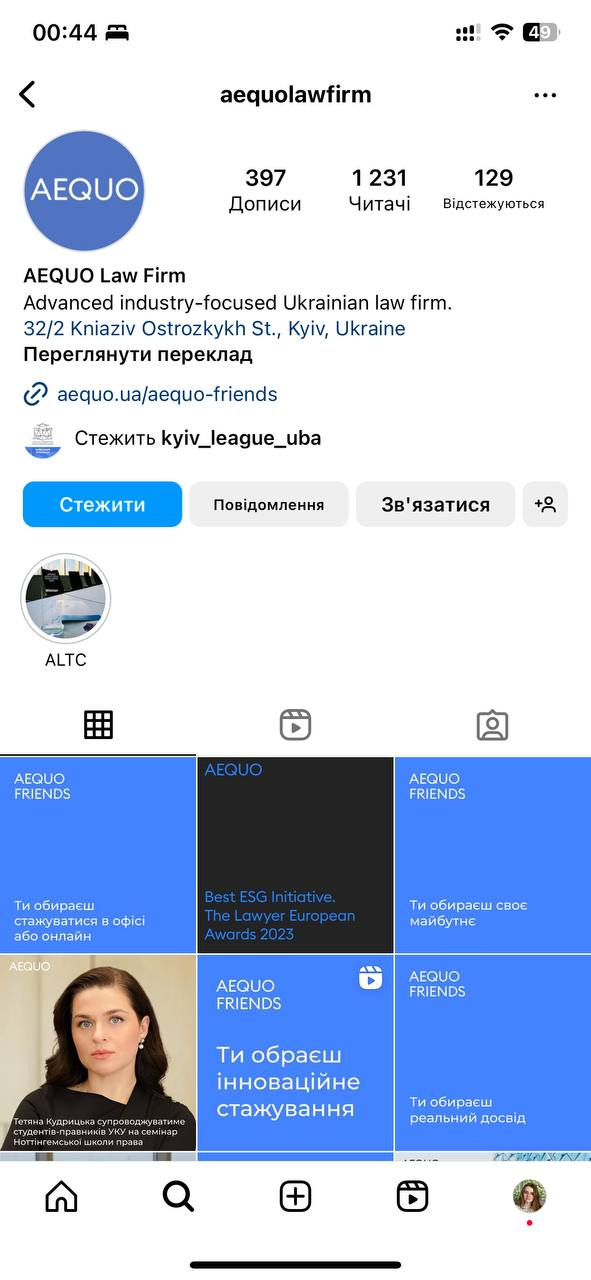 00:44
49
aequolawfirm
AEQUO
397
Дописи
1 231
Читачі
129
Відстежуються
AEQUO Law Firm
Advanced industry-focused Ukrainian law firm.
32/2 Kniaziv Ostrozkykh St., Kyiv, Ukraine
Переглянути переклад
aequo.ua/aequo-friends
Стежить kyiv_league_uba
Стежити
Повідомлення
Зв'язатися
ALTC
AEQUO
FRIENDS
Ти обираєш
стажуватися в офісі
або онлайн
AEQUO
Best ESG Initiative.
The Lawyer European
Awards 2023
AEQUO
FRIENDS
Ти обираєш своє
майбутнє
AEQUO
Тетяна Кудрицька супроводжуватиме
студентів-правників УКУ на семінар
Ноттінгемської школи права
AEQUO
FRIENDS
Ти обраєш
інноваційне
стажування
AEQUO
FRIENDS
Ти обираєш
реальний досвід